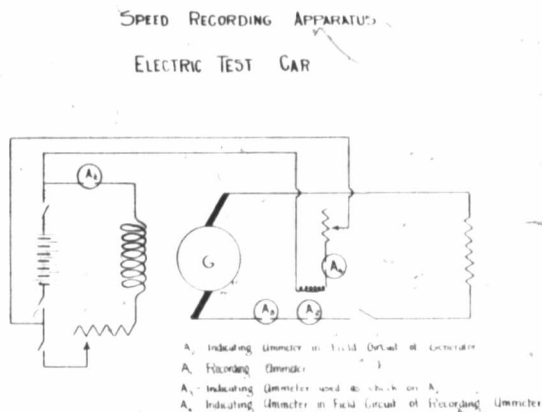 SPEED RECORDING APPARATUS
ELECTRIC TEST CAR
A₁
G
A₄
A₃ A₂
A₁ Indicating Ammeter in Field Circuit of Generator
A₂ Recording Ammeter
A₃ Indicating Ammeter used as check on A₂
A₄ Indicating Ammeter in Field Circuit of Recording Ammeter